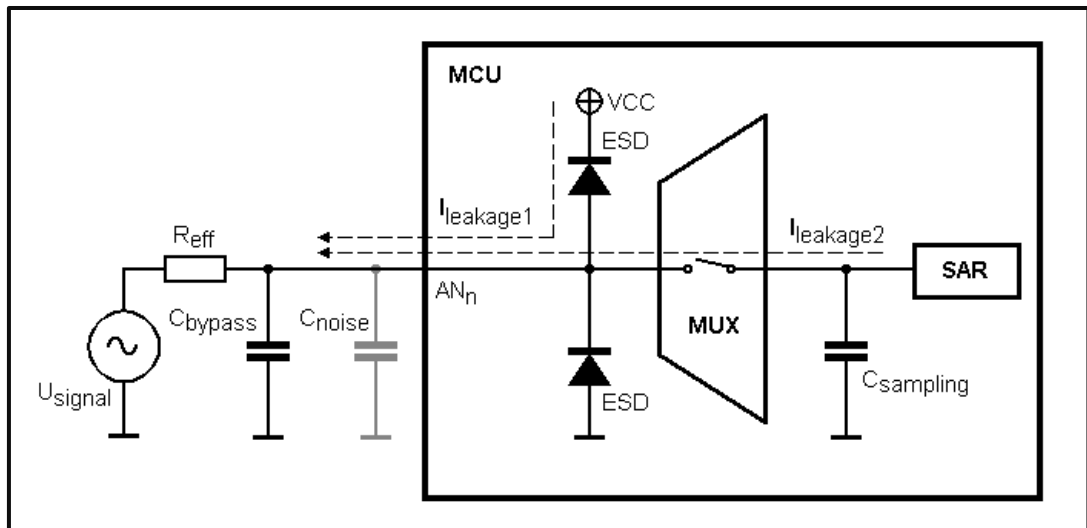 MCU
VCC
ESD
Ileakage1
Ileakage2
Reff
SAR
ANn
MUX
Cbypass
Cnoise
Usignal
ESD
Csampling